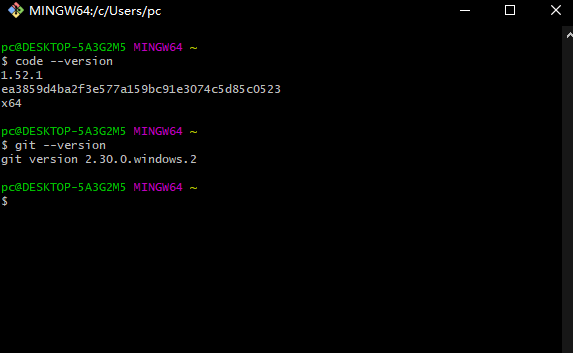 MINGW64:/c/Users/pc
pc@DESKTOP-5A3G2M5 MINGW64 ~
$ code --version
1.52.1
ea3859d4ba2f3e577a159bc91e3074c5d85c0523
x64
pc@DESKTOP-5A3G2M5 MINGW64 ~
$ git --version
git version 2.30.0.windows.2
pc@DESKTOP-5A3G2M5 MINGW64 ~
$